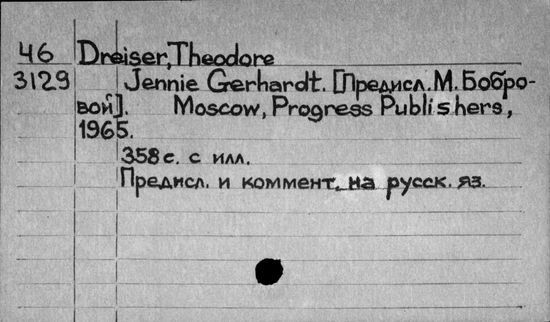 46 Dreiser, Theodore
3129 Jennie Gerhardt. [Предисл. М. Бобро-
вой]. Moscow, Progress Publishers,
1965.
358 с. с илл.
Предисл. и коммент. на русск. яз.